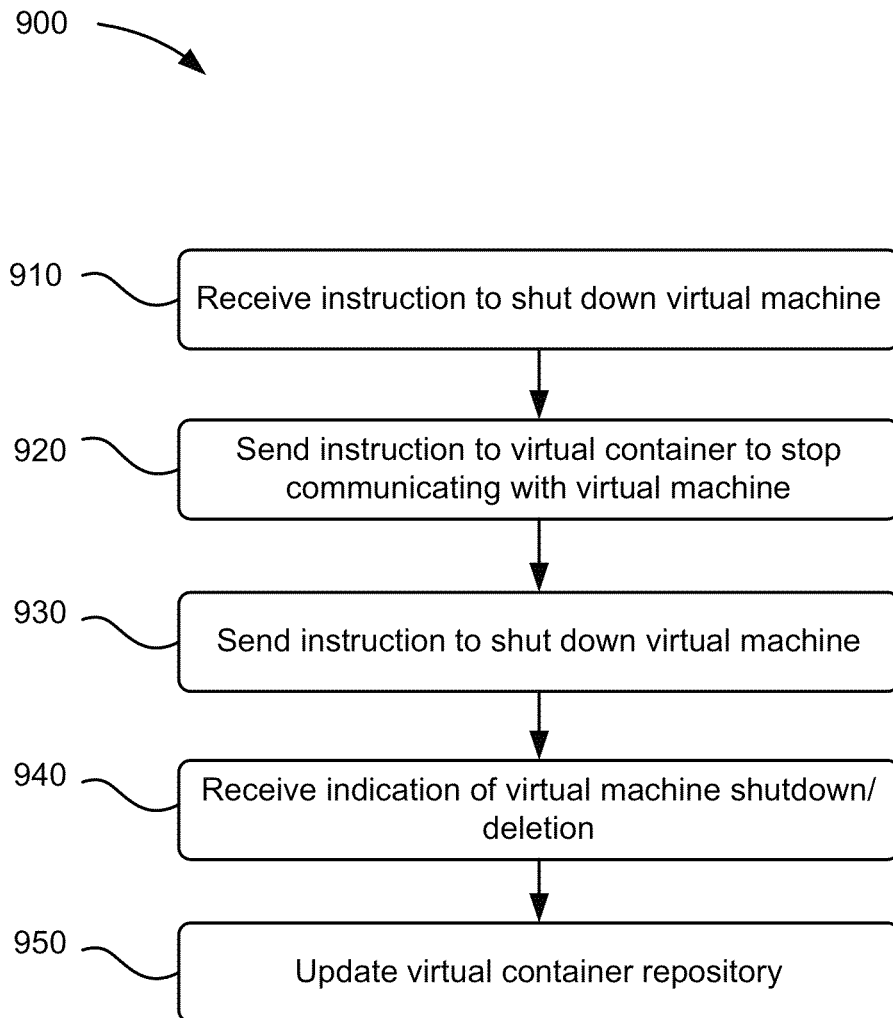 900
910
Receive instruction to shut down virtual machine
920
Send instruction to virtual container to stop
communicating with virtual machine
930
Send instruction to shut down virtual machine
940
Receive indication of virtual machine shutdown/
deletion
950
Update virtual container repository